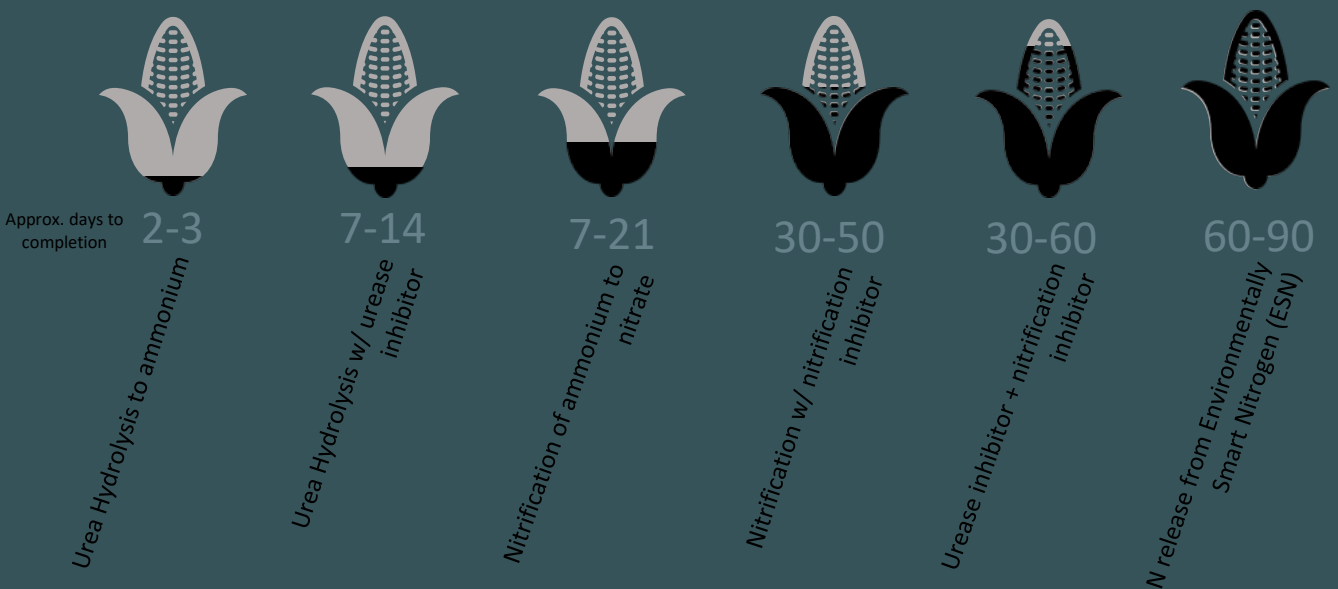 Approx. days to
completion
2-3
7-14
7-21
30-50
30-60
60-90
Urea Hydrolysis to ammonium
Urea Hydrolysis w/ urease
inhibitor
Nitrification of ammonium to
nitrate
Nitrification w/ nitrification
inhibitor
Urease inhibitor + nitrification
inhibitor
N release from Environmentally
Smart Nitrogen (ESN)